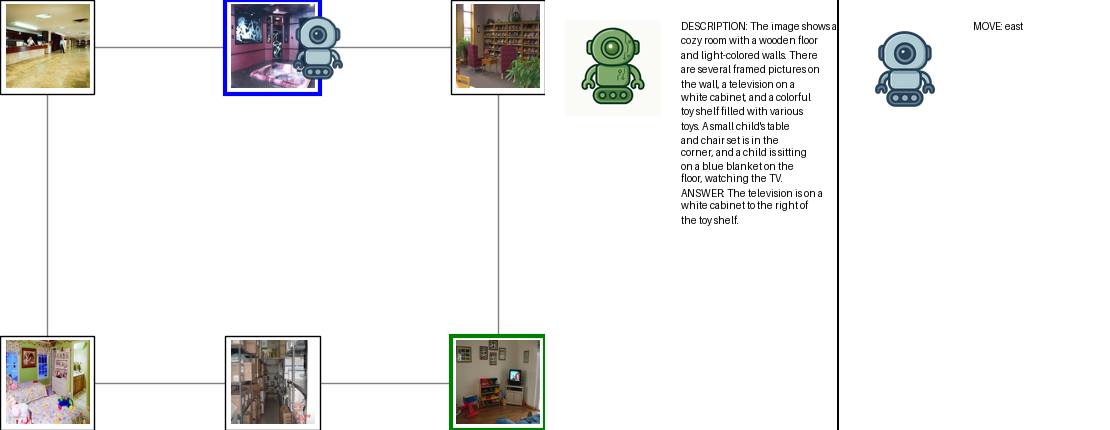 DESCRIPTION: The image shows a
cozy room with a wooden floor
and light-colored walls. There
are several framed pictures on
the wall, a television on a
white cabinet, and a colorful
toy shelf filled with various
toys. A small child's table
and chair set is in the
corner, and a child is sitting
on a blue blanket on the
floor, watching the TV.
ANSWER: The television is on a
white cabinet to the right of
the toy shelf.
MOVE: east